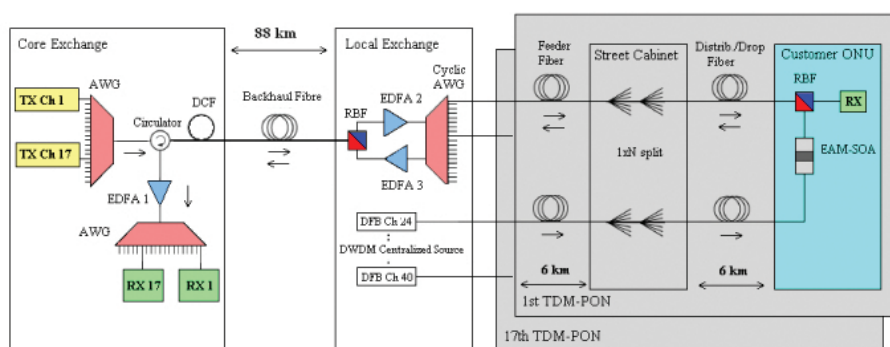 Core Exchange
AWG
TX Ch 1
TX Ch 17
Circulator
DCF
EDFA 1
AWG
RX 17
RX 1
88 km
Backhaul Fibre
Local Exchange
Cyclic
AWG
EDFA 2
RBF
EDFA 3
DFB Ch 24
DWDM Centralized Source
DFB Ch 40
Feeder
Fiber
Street Cabinet
1xN split
Distrib./Drop
Fiber
Customer ONU
RBF
RX
EAM-SOA
6 km
6 km
1st TDM-PON
17th TDM-PON